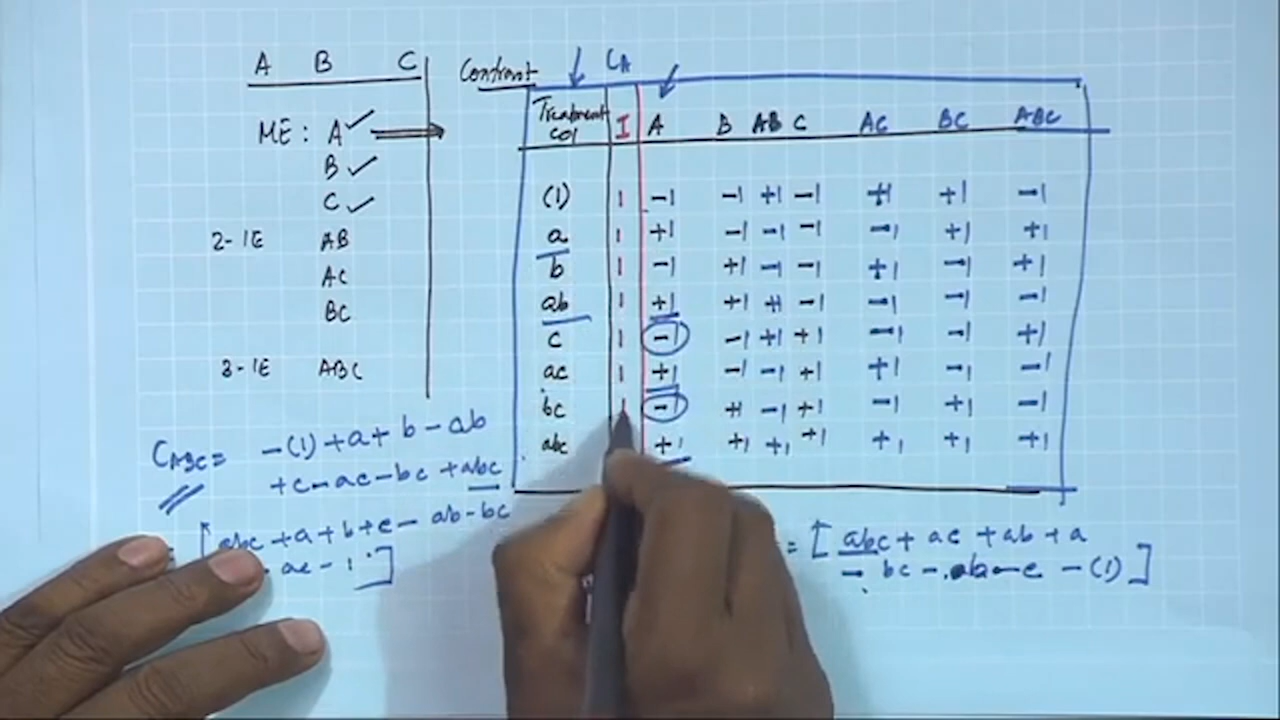 A B C
ME : A
B
C
2-IE AB
AC
BC
3-IE ABC
C_ABC = -(1) + a + b - ab
+c - ac - bc + abc
= [abc + a + b + c - ab - bc
- ac - 1]
Contrast C_A
Treatment I A B AB C AC BC ABC
(1) 1 -1 -1 +1 -1 +1 +1 -1
a 1 +1 -1 -1 -1 -1 +1 +1
b 1 -1 +1 -1 -1 +1 -1 +1
ab 1 +1 +1 +1 -1 -1 -1 -1
c 1 -1 -1 +1 +1 -1 -1 +1
ac 1 +1 -1 -1 +1 +1 -1 -1
bc 1 -1 +1 -1 +1 -1 +1 -1
abc +1 +1 +1 +1 +1 +1 +1
= [abc + ac + ab + a
- bc - b - c - (1)]